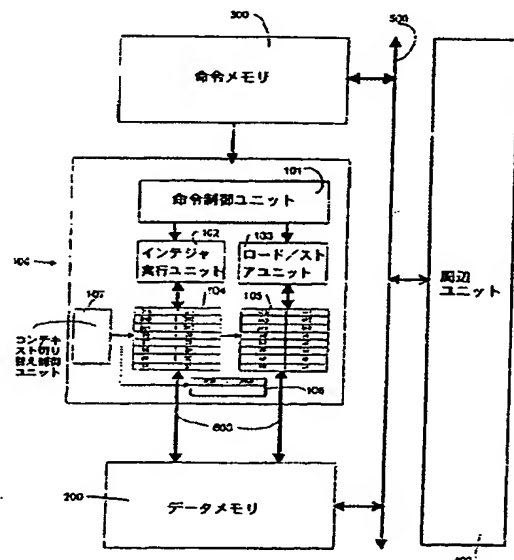 300
500
命令メモリ
101
命令制御ユニット
102
103
インテジャ
実行ユニット
ロード/スト
アユニット
周辺
ユニット
104
105
107
コンテキ
スト切り
替え制御
ユニット
106
600
200
データメモリ